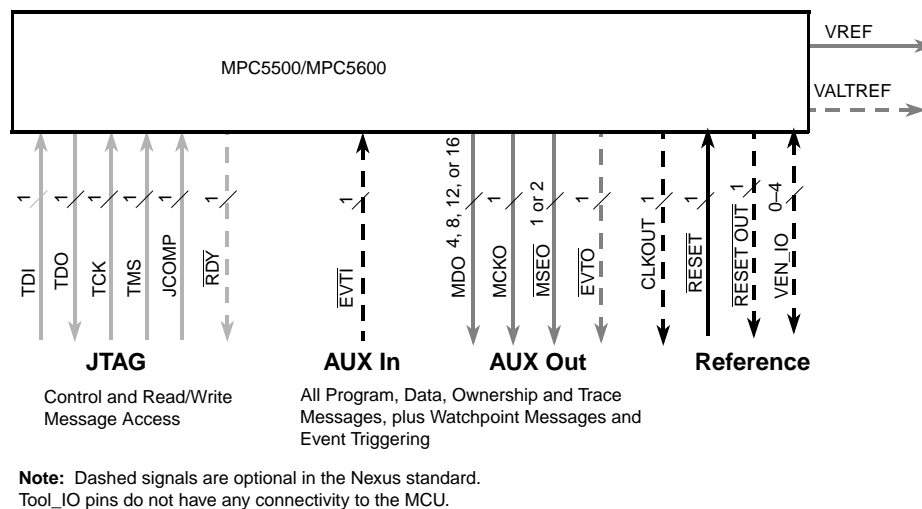 VREF
MPC5500/MPC5600
VALTREF
1
1
1
1
1
1
1
4, 8, 12, or 16
1
1 or 2
1
1
1
1
0–4
TDI
TDO
TCK
TMS
JCOMP
RDY
EVTI
MDO
MCKO
MSEO
EVTO
CLKOUT
RESET
RESET OUT
VEN_IO
JTAG
AUX In
AUX Out
Reference
Control and Read/Write
Message Access
All Program, Data, Ownership and Trace
Messages, plus Watchpoint Messages and
Event Triggering
Note: Dashed signals are optional in the Nexus standard.
Tool_IO pins do not have any connectivity to the MCU.